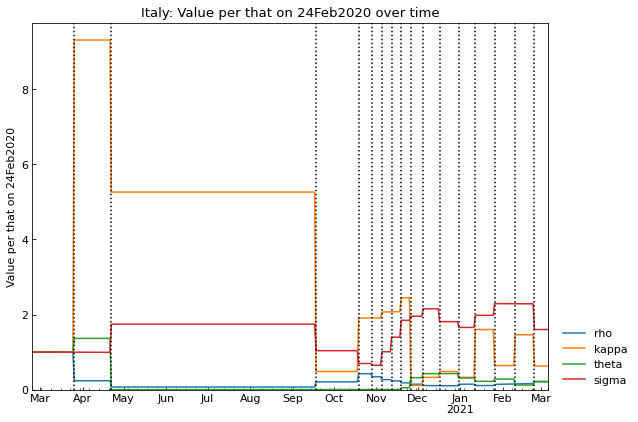 Italy: Value per that on 24Feb2020 over time
Value per that on 24Feb2020
8
6
4
2
0
Mar Apr May Jun Jul Aug Sep Oct Nov Dec Jan Feb Mar
2021
rho
kappa
theta
sigma